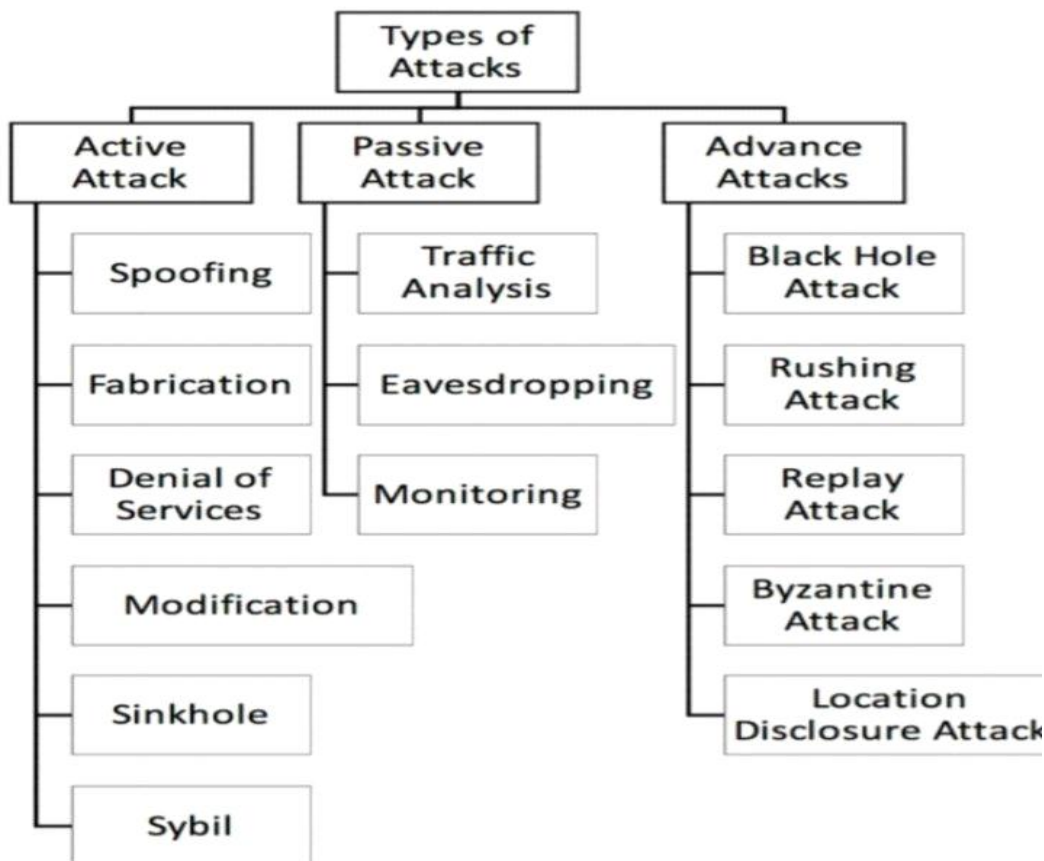 Types of
Attacks
Active
Attack
Spoofing
Fabrication
Denial of
Services
Modification
Sinkhole
Sybil
Passive
Attack
Traffic
Analysis
Eavesdropping
Monitoring
Advance
Attacks
Black Hole
Attack
Rushing
Attack
Replay
Attack
Byzantine
Attack
Location
Disclosure Attack